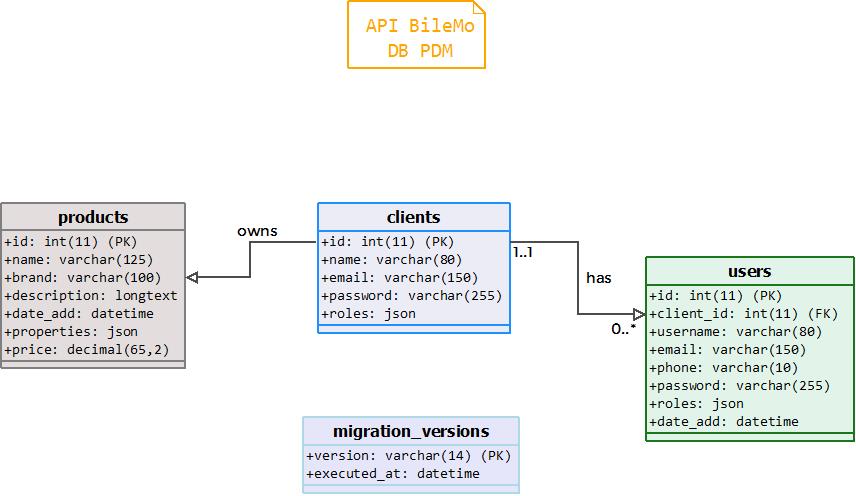 API BileMo
DB PDM
products
+id: int(11) (PK)
+name: varchar(125)
+brand: varchar(100)
+description: longtext
+date_add: datetime
+properties: json
+price: decimal(65,2)
owns
clients
+id: int(11) (PK)
+name: varchar(80)
+email: varchar(150)
+password: varchar(255)
+roles: json
1..1
has
0..*
users
+id: int(11) (PK)
+client_id: int(11) (FK)
+username: varchar(80)
+email: varchar(150)
+phone: varchar(10)
+password: varchar(255)
+roles: json
+date_add: datetime
migration_versions
+version: varchar(14) (PK)
+executed_at: datetime